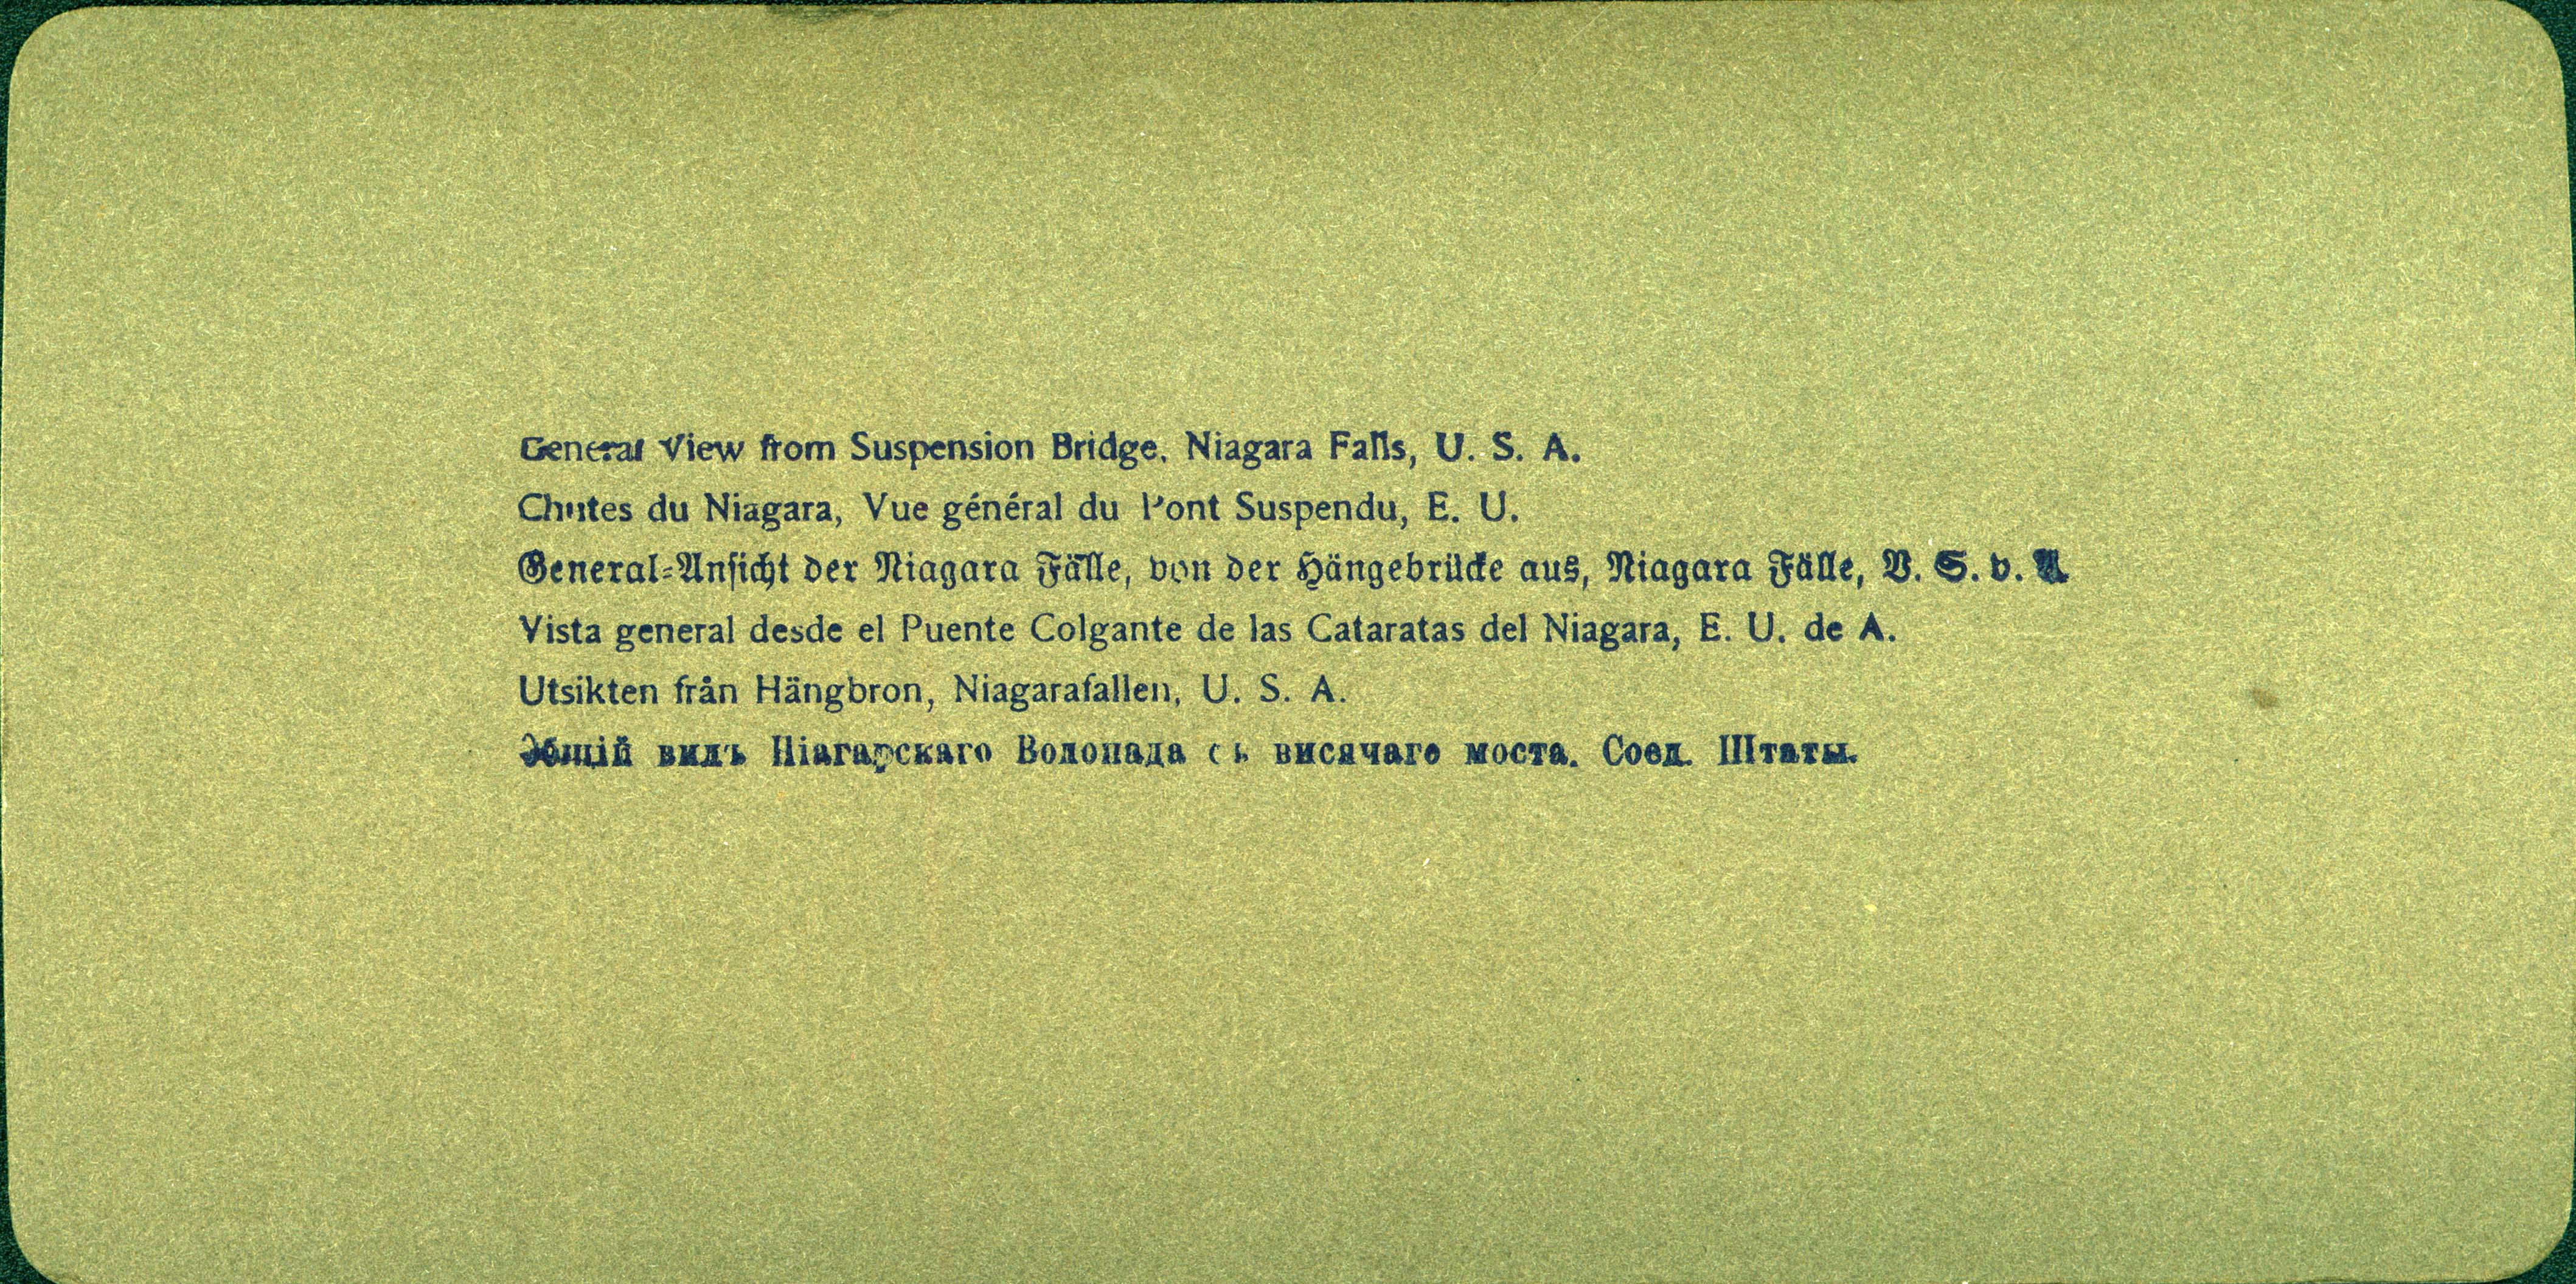 General View from Suspension Bridge, Niagara Falls, U. S. A.
Chutes du Niagara, Vue général du Pont Suspendu, E. U.
General-Ansicht der Niagara Fälle, von der Hängebrücke aus, Niagara Fälle, V. S. v. A
Vista general desde el Puente Colgante de las Cataratas del Niagara, E. U. de A.
Utsikten från Hängbron, Niagarafallen, U. S. A.
Общій видъ Ніагарскаго Водопада съ висячаго моста. Соед. Штаты.